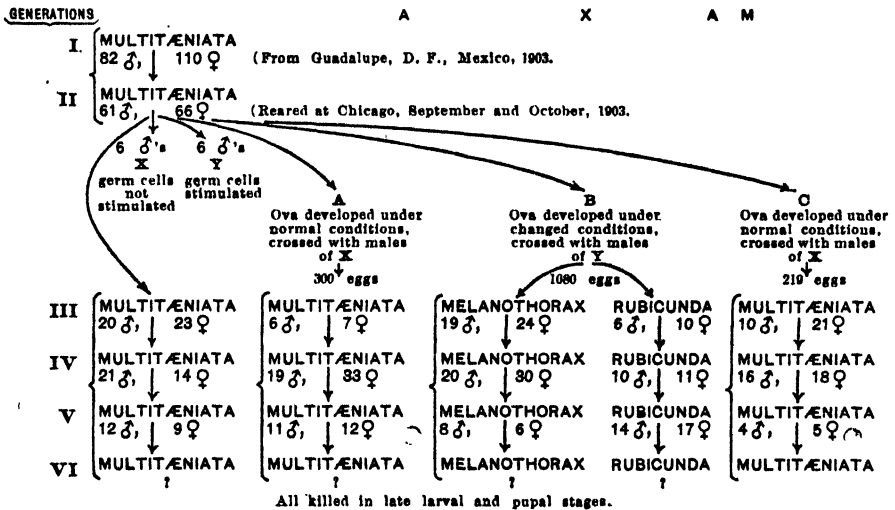 GENERATIONS A X A M
I. MULTITÆNIATA
82 ♂, 110 ♀ (From Guadalupe, D. F., Mexico, 1903.
II MULTITÆNIATA
61 ♂, 66 ♀ (Reared at Chicago, September and October, 1903.
6 ♂'s 6 ♂'s
X Y
germ cells not stimulated
germ cells stimulated
A
Ova developed under
normal conditions,
crossed with males
of X
300 eggs
B
Ova developed under
changed conditions,
crossed with males
of Y
1080 eggs
C
Ova developed under
normal conditions,
crossed with males
of X
219 eggs
III MULTITÆNIATA MULTITÆNIATA MELANOTHORAX RUBICUNDA MULTITÆNIATA
20 ♂, 23 ♀ 6 ♂, 7 ♀ 19 ♂, 24 ♀ 6 ♂, 10 ♀ 10 ♂, 21 ♀
IV MULTITÆNIATA MULTITÆNIATA MELANOTHORAX RUBICUNDA MULTITÆNIATA
21 ♂, 14 ♀ 19 ♂, 33 ♀ 20 ♂, 30 ♀ 10 ♂, 11 ♀ 16 ♂, 18 ♀
V MULTITÆNIATA MULTITÆNIATA MELANOTHORAX RUBICUNDA MULTITÆNIATA
12 ♂, 9 ♀ 11 ♂, 12 ♀ 8 ♂, 6 ♀ 14 ♂, 17 ♀ 4 ♂, 5 ♀
VI MULTITÆNIATA MULTITÆNIATA MELANOTHORAX RUBICUNDA MULTITÆNIATA
? ? ? ?
All killed in late larval and pupal stages.